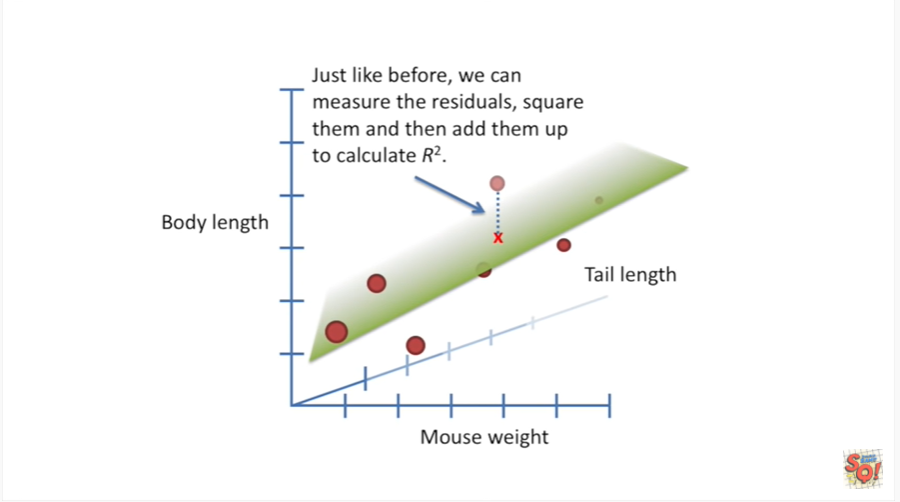 Just like before, we can
measure the residuals, square
them and then add them up
to calculate R².
Body length
x
Tail length
Mouse weight
SQ!